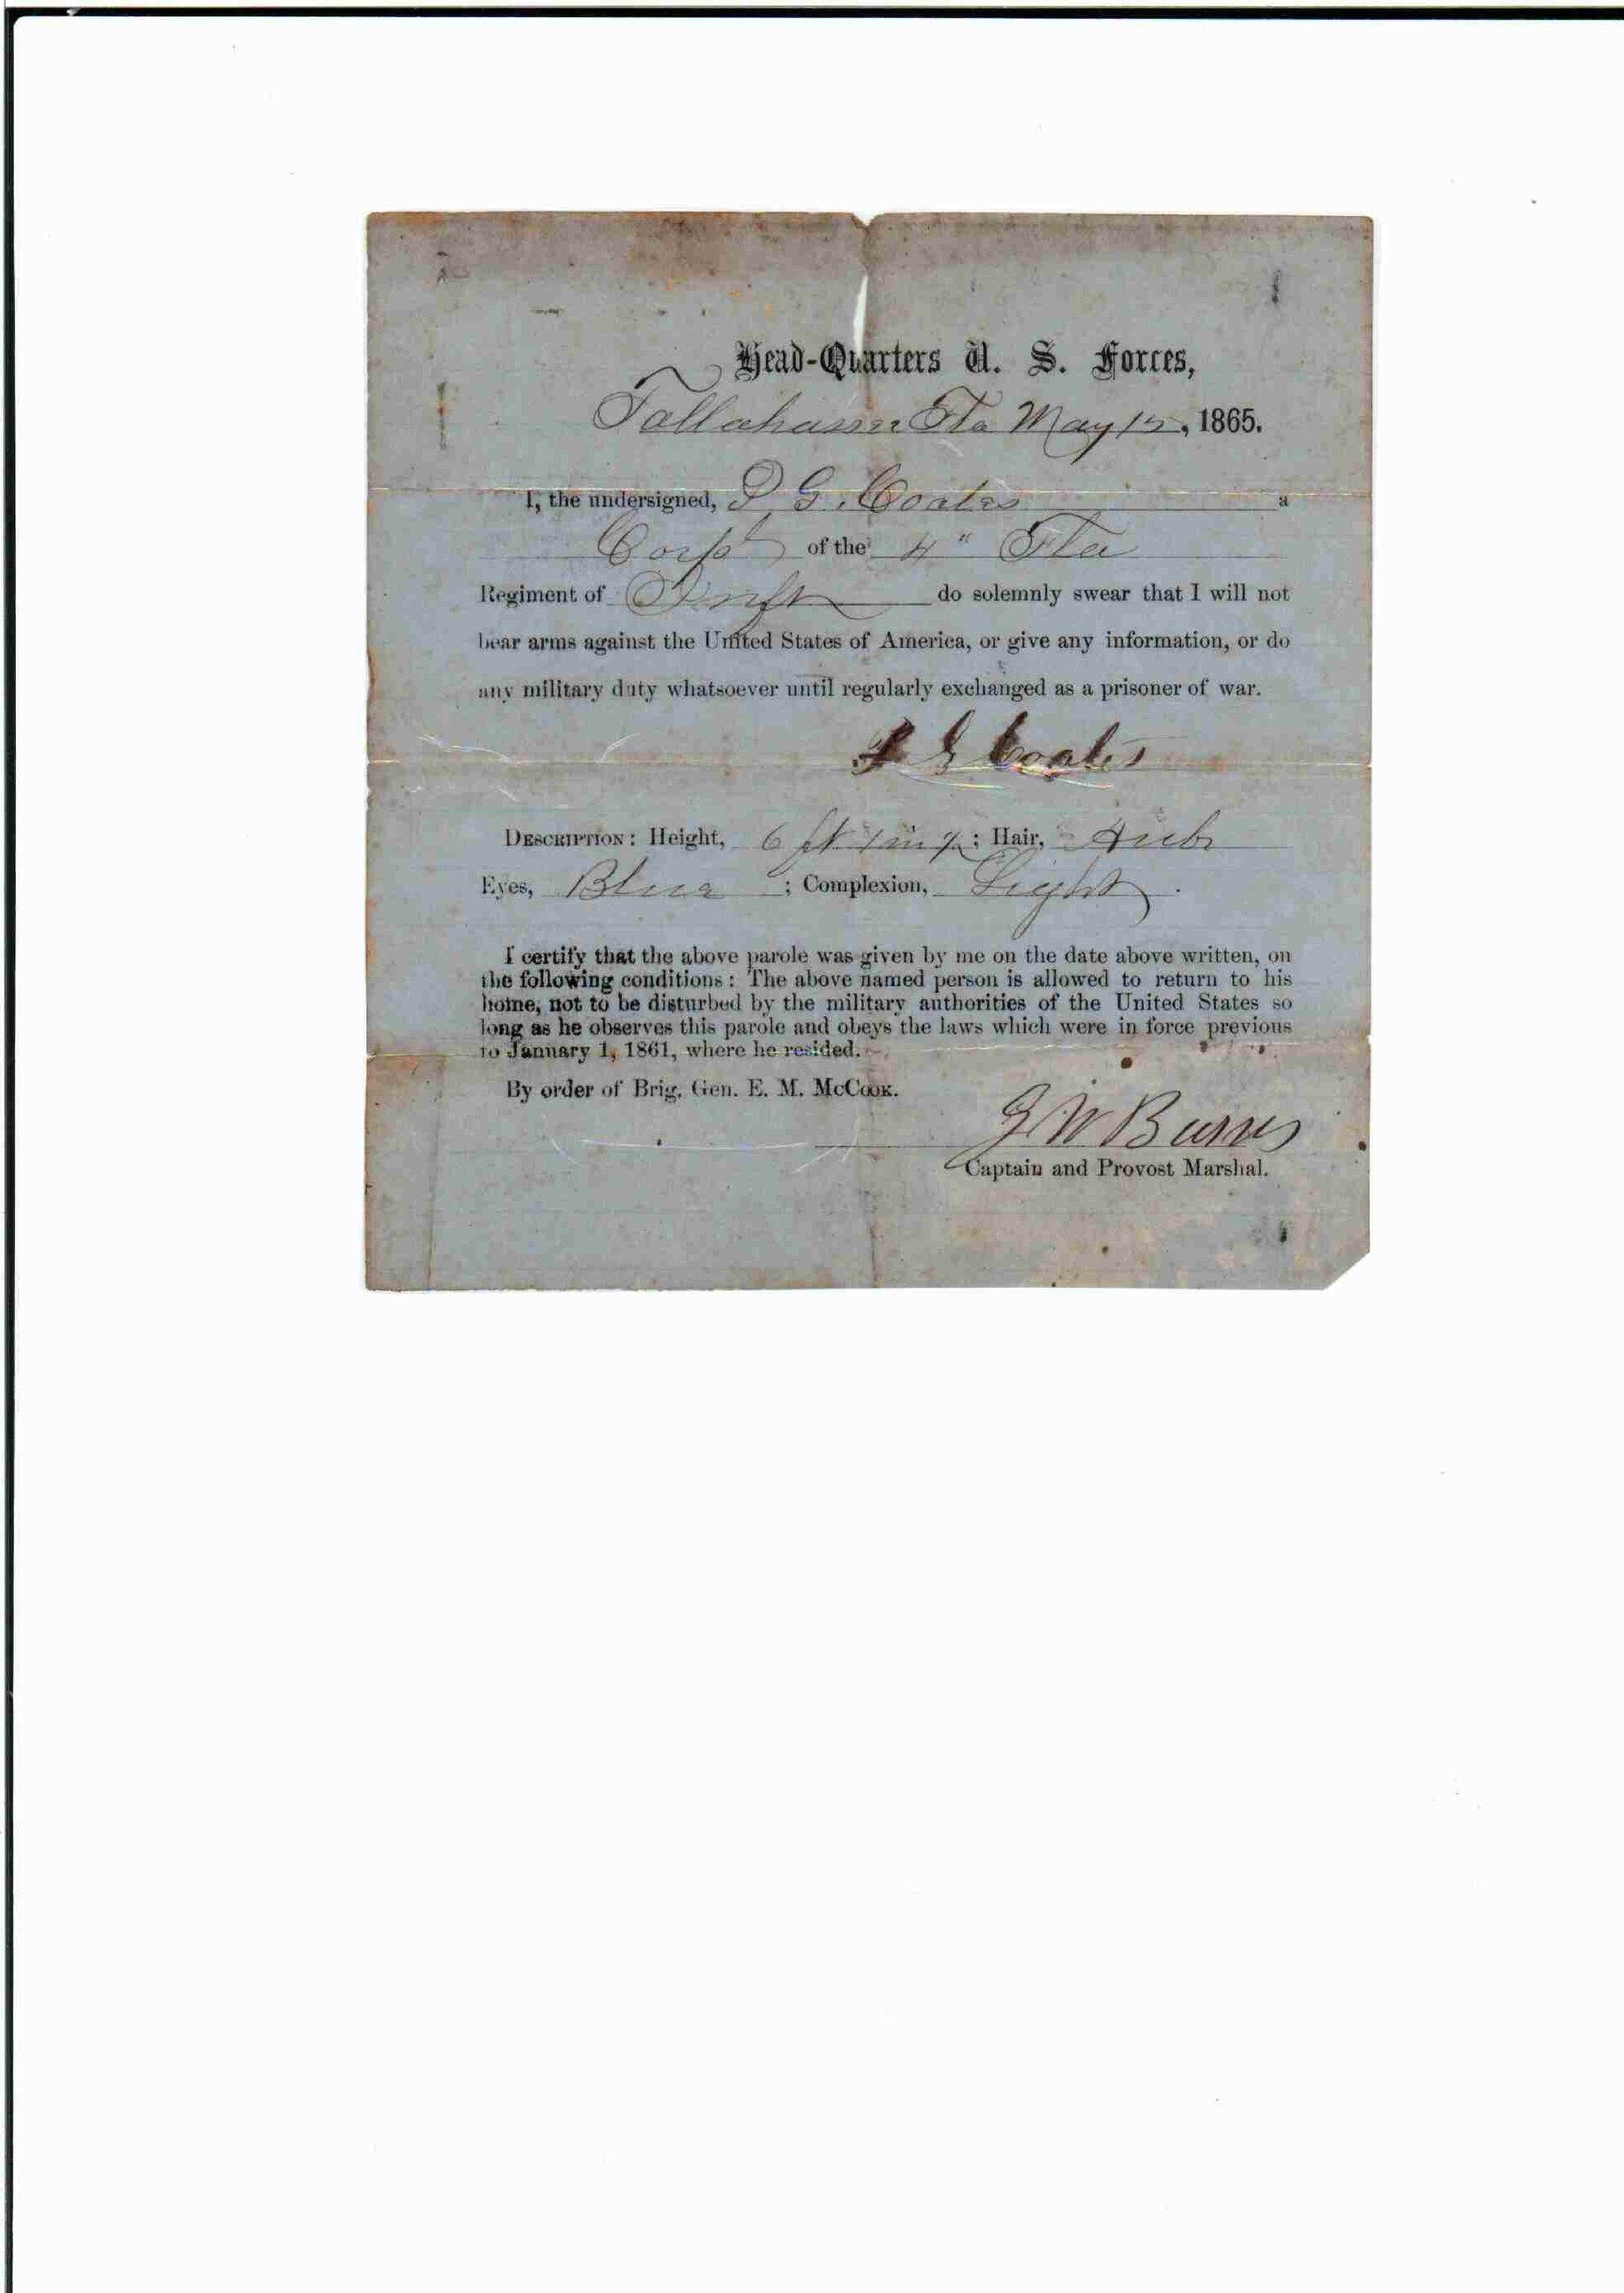 Head-Quarters U. S. Forces,
Tallahassee Fla May 15, 1865.
I, the undersigned, P G. Coates a
Corpl of the 4" Fla
Regiment of Infty do solemnly swear that I will not
bear arms against the United States of America, or give any information, or do
any military duty whatsoever until regularly exchanged as a prisoner of war.
G Coates
DESCRIPTION: Height, 6 ft 1 in ; Hair, Aub
Eyes, Blue ; Complexion, Light .
I certify that the above parole was given by me on the date above written, on
the following conditions: The above named person is allowed to return to his
home, not to be disturbed by the military authorities of the United States so
long as he observes this parole and obeys the laws which were in force previous
to January 1, 1861, where he resided.
By order of Brig. Gen. E. M. McCook.
W Burns
Captain and Provost Marshal.